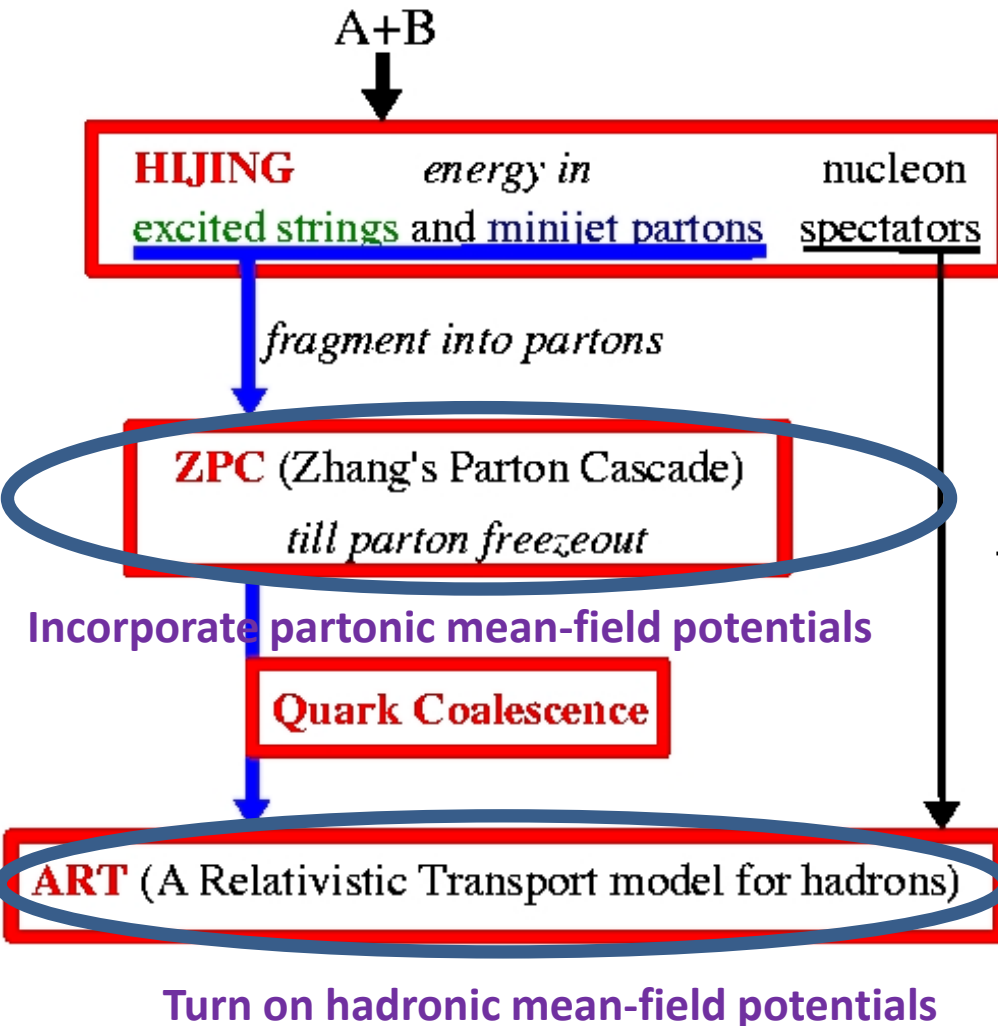 A+B
HIJING energy in nucleon
excited strings and minijet partons spectators
fragment into partons
ZPC (Zhang's Parton Cascade)
till parton freezeout
Incorporate partonic mean-field potentials
Quark Coalescence
ART (A Relativistic Transport model for hadrons)
Turn on hadronic mean-field potentials